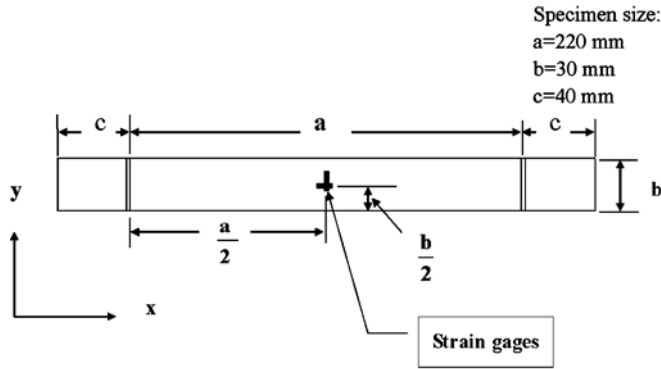 Specimen size:
a=220 mm
b=30 mm
c=40 mm
c
a
c
y
b
a
2
b
2
x
Strain gages